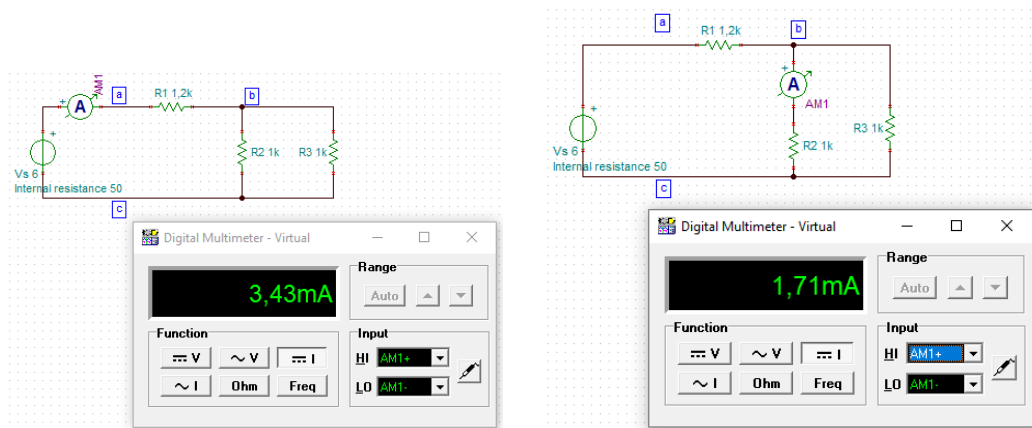 AM1
A
a
R1 1,2k
b
+
+
R2 1k
R3 1k
Vs 6
Internal resistance 50
c
Digital Multimeter - Virtual
3,43mA
Range
Auto
Function
V
~ V
I
~ I
Ohm
Freq
Input
HI AM1+
LO AM1-
a
R1 1,2k
b
+
A
AM1
+
R3 1k
R2 1k
Vs 6
Internal resistance 50
c
Digital Multimeter - Virtual
1,71mA
Range
Auto
Function
V
~ V
I
~ I
Ohm
Freq
Input
HI AM1+
LO AM1-